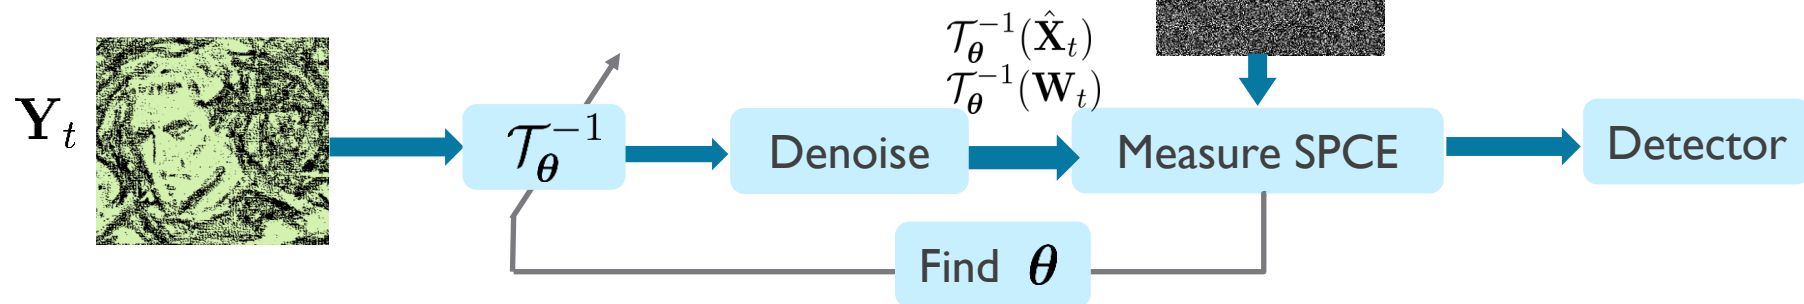 𝒯_𝜽^{-1}(X̂_t)
𝒯_𝜽^{-1}(W_t)
Y_t
𝒯_𝜽^{-1}
Denoise
Measure SPCE
Detector
Find 𝜽